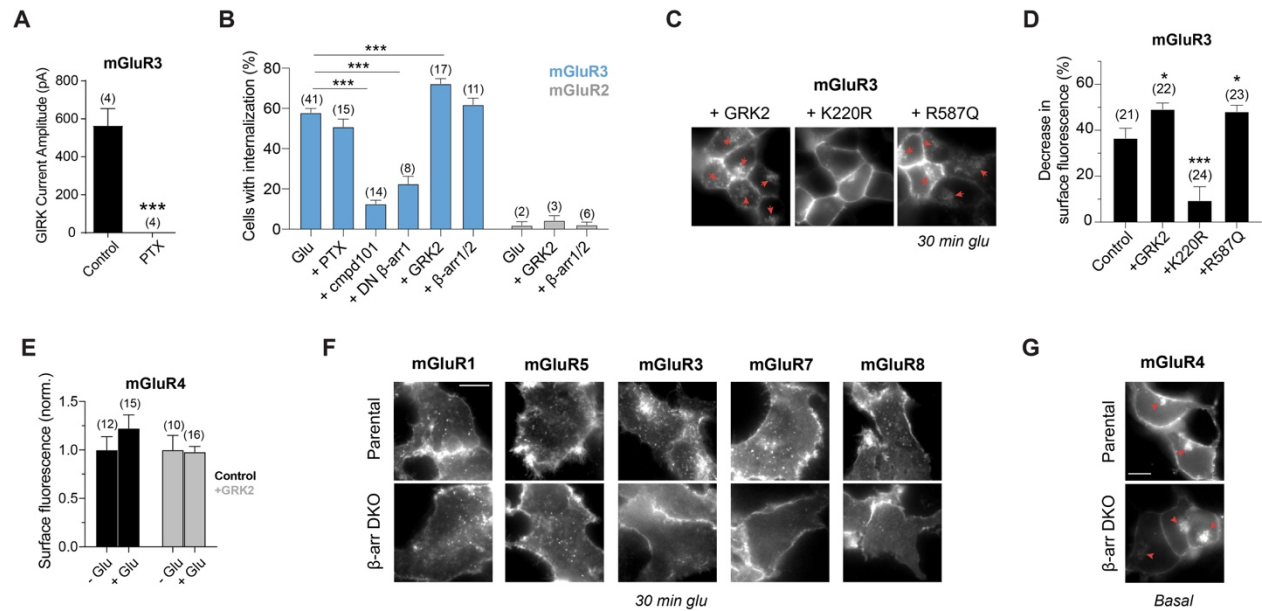 A
mGluR3
GIRK Current Amplitude (pA)
800
600
400
200
0
(4)
***
(4)
Control
PTX
B
Cells with internalization (%)
80
60
40
20
0
***
***
***
(41)
(15)
(14)
(8)
(17)
(11)
(2)
(3)
(6)
mGluR3
mGluR2
Glu
+ PTX
+ cmpd101
+ DN β-arr1
+ GRK2
+ β-arr1/2
Glu
+ GRK2
+ β-arr1/2
C
mGluR3
+ GRK2
+ K220R
+ R587Q
30 min glu
D
mGluR3
Decrease in
surface fluorescence (%)
60
40
20
0
(21)
*
(22)
***
(24)
*
(23)
Control
+GRK2
+K220R
+R587Q
E
mGluR4
Surface fluorescence (norm.)
1.5
1.0
0.5
0.0
(12)
(15)
(10)
(16)
Control
+GRK2
- Glu
+ Glu
- Glu
+ Glu
F
mGluR1
mGluR5
mGluR3
mGluR7
mGluR8
Parental
β-arr DKO
30 min glu
G
mGluR4
Parental
β-arr DKO
Basal